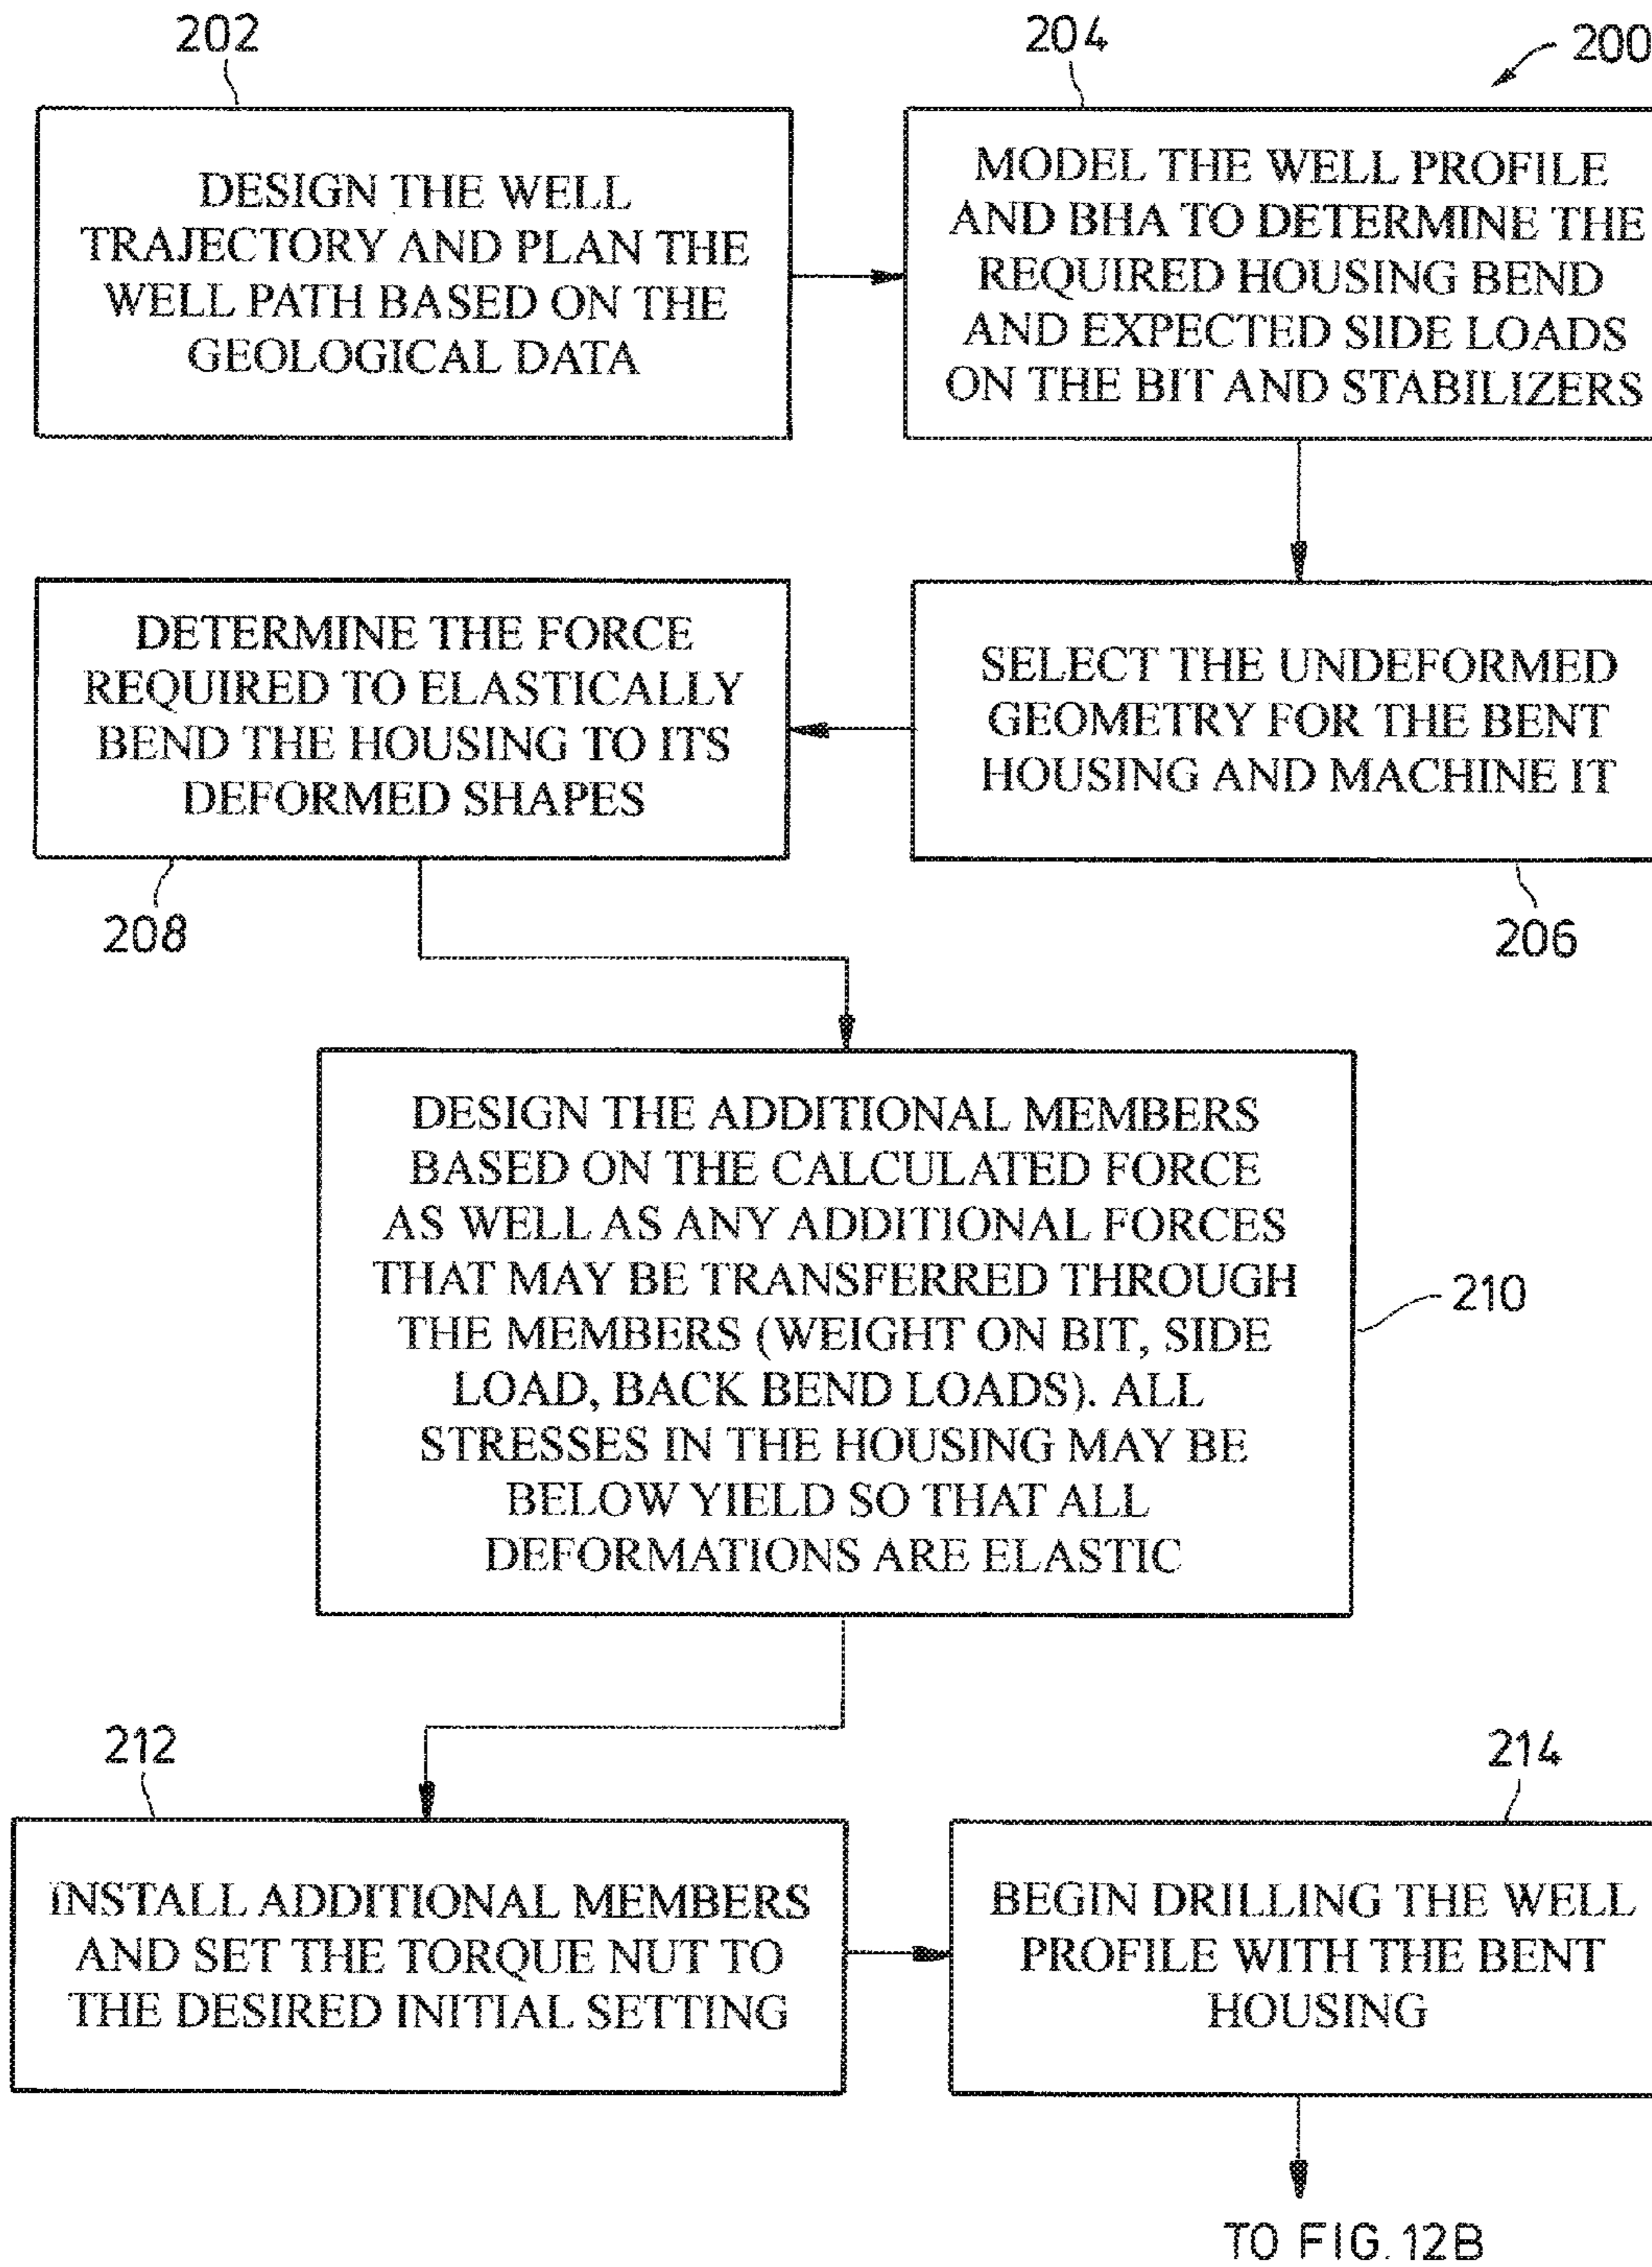 202
204
200
DESIGN THE WELL
TRAJECTORY AND PLAN THE
WELL PATH BASED ON THE
GEOLOGICAL DATA
MODEL THE WELL PROFILE
AND BHA TO DETERMINE THE
REQUIRED HOUSING BEND
AND EXPECTED SIDE LOADS
ON THE BIT AND STABILIZERS
DETERMINE THE FORCE
REQUIRED TO ELASTICALLY
BEND THE HOUSING TO ITS
DEFORMED SHAPES
208
SELECT THE UNDEFORMED
GEOMETRY FOR THE BENT
HOUSING AND MACHINE IT
206
DESIGN THE ADDITIONAL MEMBERS
BASED ON THE CALCULATED FORCE
AS WELL AS ANY ADDITIONAL FORCES
THAT MAY BE TRANSFERRED THROUGH
THE MEMBERS (WEIGHT ON BIT, SIDE
LOAD, BACK BEND LOADS). ALL
STRESSES IN THE HOUSING MAY BE
BELOW YIELD SO THAT ALL
DEFORMATIONS ARE ELASTIC
210
212
INSTALL ADDITIONAL MEMBERS
AND SET THE TORQUE NUT TO
THE DESIRED INITIAL SETTING
214
BEGIN DRILLING THE WELL
PROFILE WITH THE BENT
HOUSING
TO FIG. 12B